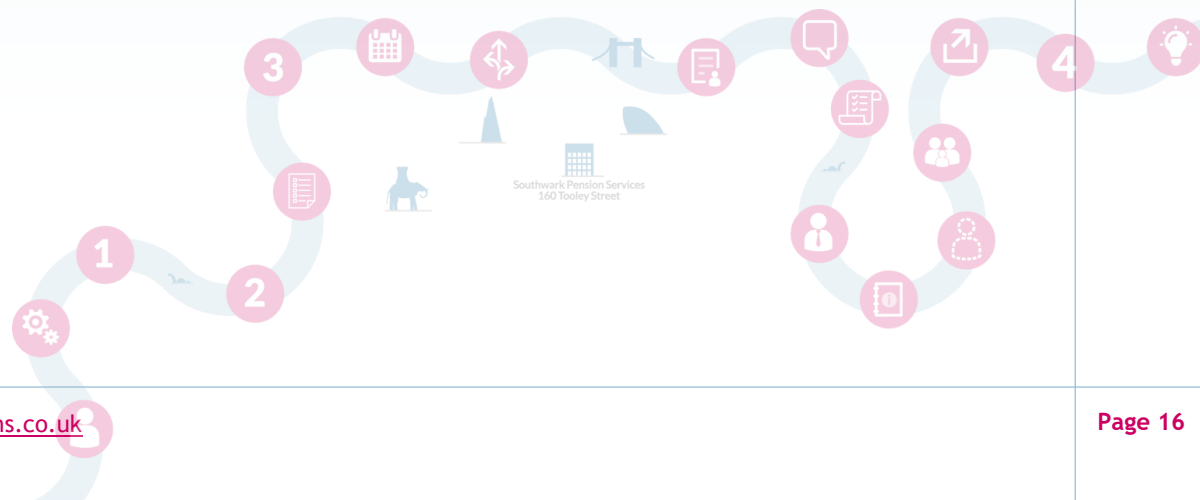 3
4
Southwark Pension Services
160 Tooley Street
1
2
ns.co.uk
Page 16